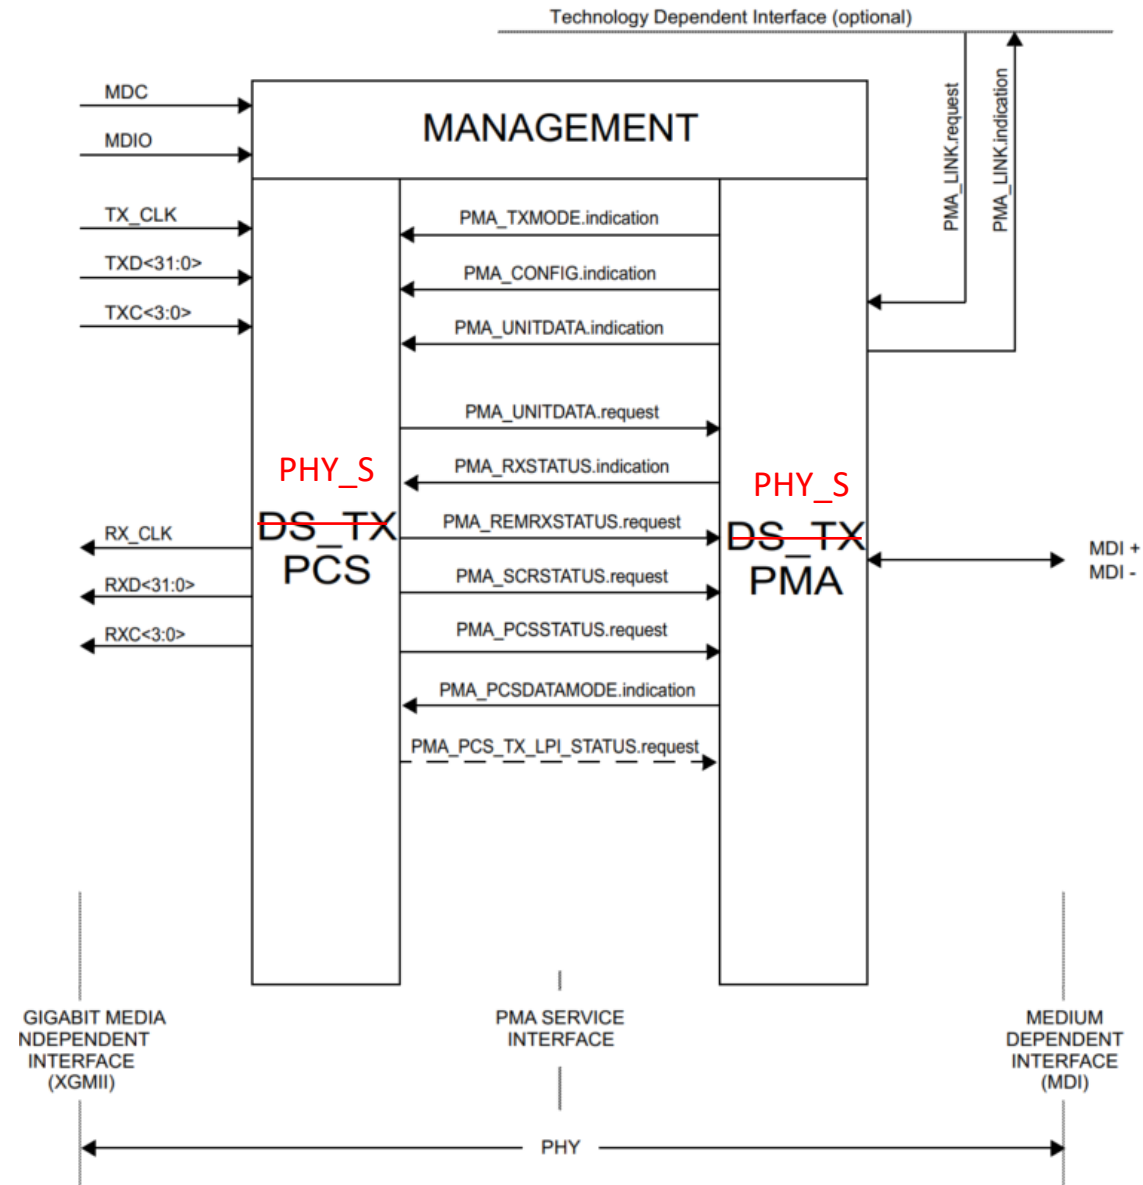 Technology Dependent Interface (optional)
MDC
MDIO
MANAGEMENT
PMA_LINK.request
PMA_LINK.indication
TX_CLK
TXD<31:0>
TXC<3:0>
PMA_TXMODE.indication
PMA_CONFIG.indication
PMA_UNITDATA.indication
PMA_UNITDATA.request
PMA_RXSTATUS.indication
PMA_REMRXSTATUS.request
PMA_SCRSTATUS.request
PMA_PCSSTATUS.request
PMA_PCSDATAMODE.indication
PMA_PCS_TX_LPI_STATUS.request
PHY_S
DS_TX
PCS
PHY_S
DS_TX
PMA
RX_CLK
RXD<31:0>
RXC<3:0>
MDI +
MDI -
GIGABIT MEDIA
NDEPENDENT
INTERFACE
(XGMII)
PMA SERVICE
INTERFACE
MEDIUM
DEPENDENT
INTERFACE
(MDI)
PHY